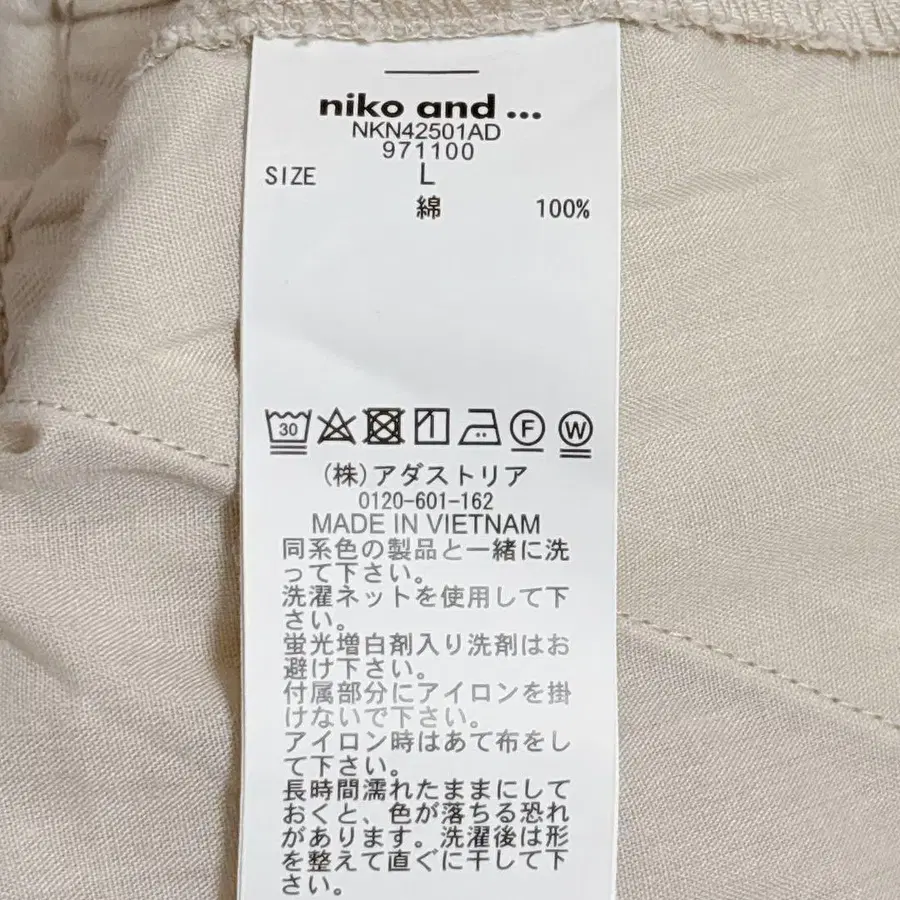 niko and ...
NKN42501AD
971100
SIZE L
綿 100%
30 F W
(株)アダストリア
0120-601-162
MADE IN VIETNAM
同系色の製品と一緒に洗
って下さい。
洗濯ネットを使用して下
さい。
蛍光増白剤入り洗剤はお
避け下さい。
付属部分にアイロンを掛
けないで下さい。
アイロン時はあて布をし
て下さい。
長時間濡れたままにして
おくと、色が落ちる恐れ
があります。洗濯後は形
を整えて直ぐに干して下
さい。